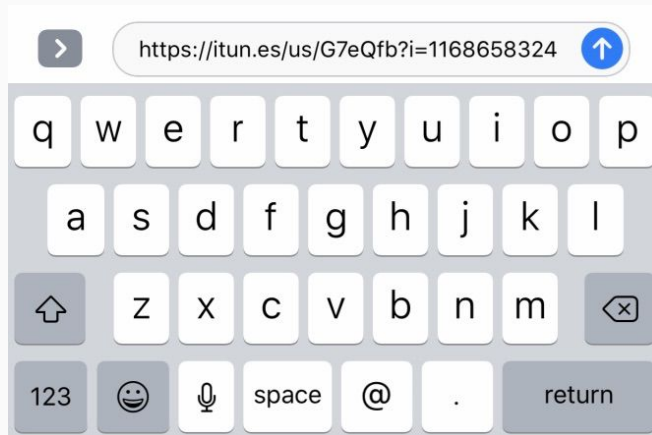 https://itun.es/us/G7eQfb?i=1168658324
q w e r t y u i o p
a s d f g h j k l
z x c v b n m
123 space @ . return